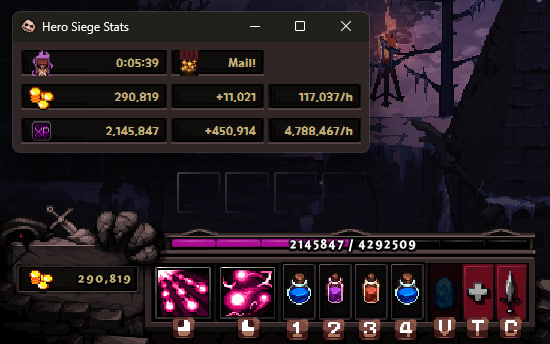 Hero Siege Stats
0:05:39 Mail!
290,819 +11,021 117,037/h
XP 2,145,847 +450,914 4,788,467/h
2145847 / 4292509
290,819
1 2 3 4 V T C